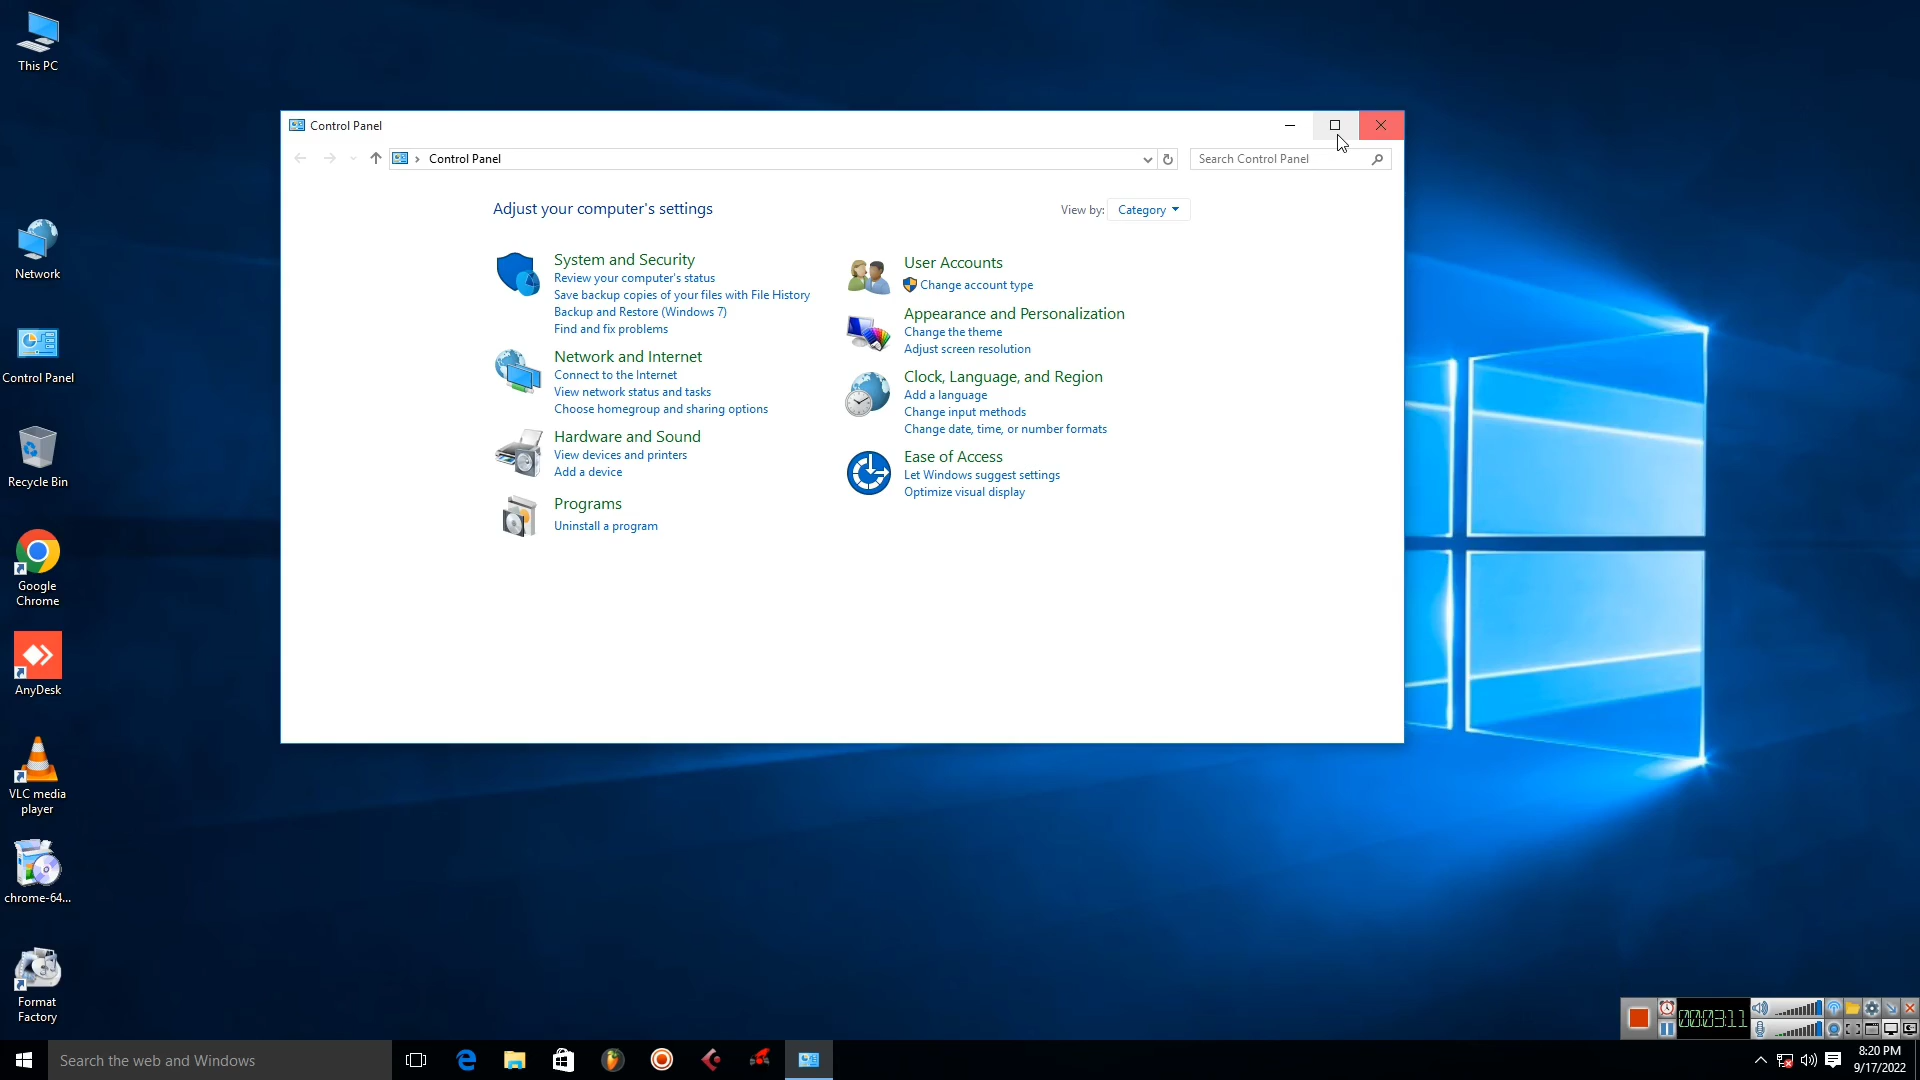 This PC
Network
Control Panel
Recycle Bin
Google
Chrome
AnyDesk
VLC media
player
chrome-64...
Format
Factory
Control Panel
Control Panel
Search Control Panel
Adjust your computer's settings
View by: Category
System and Security
Review your computer's status
Save backup copies of your files with File History
Backup and Restore (Windows 7)
Find and fix problems
Network and Internet
Connect to the Internet
View network status and tasks
Choose homegroup and sharing options
Hardware and Sound
View devices and printers
Add a device
Programs
Uninstall a program
User Accounts
Change account type
Appearance and Personalization
Change the theme
Adjust screen resolution
Clock, Language, and Region
Add a language
Change input methods
Change date, time, or number formats
Ease of Access
Let Windows suggest settings
Optimize visual display
00:03:11
Search the web and Windows
8:20 PM
9/17/2022